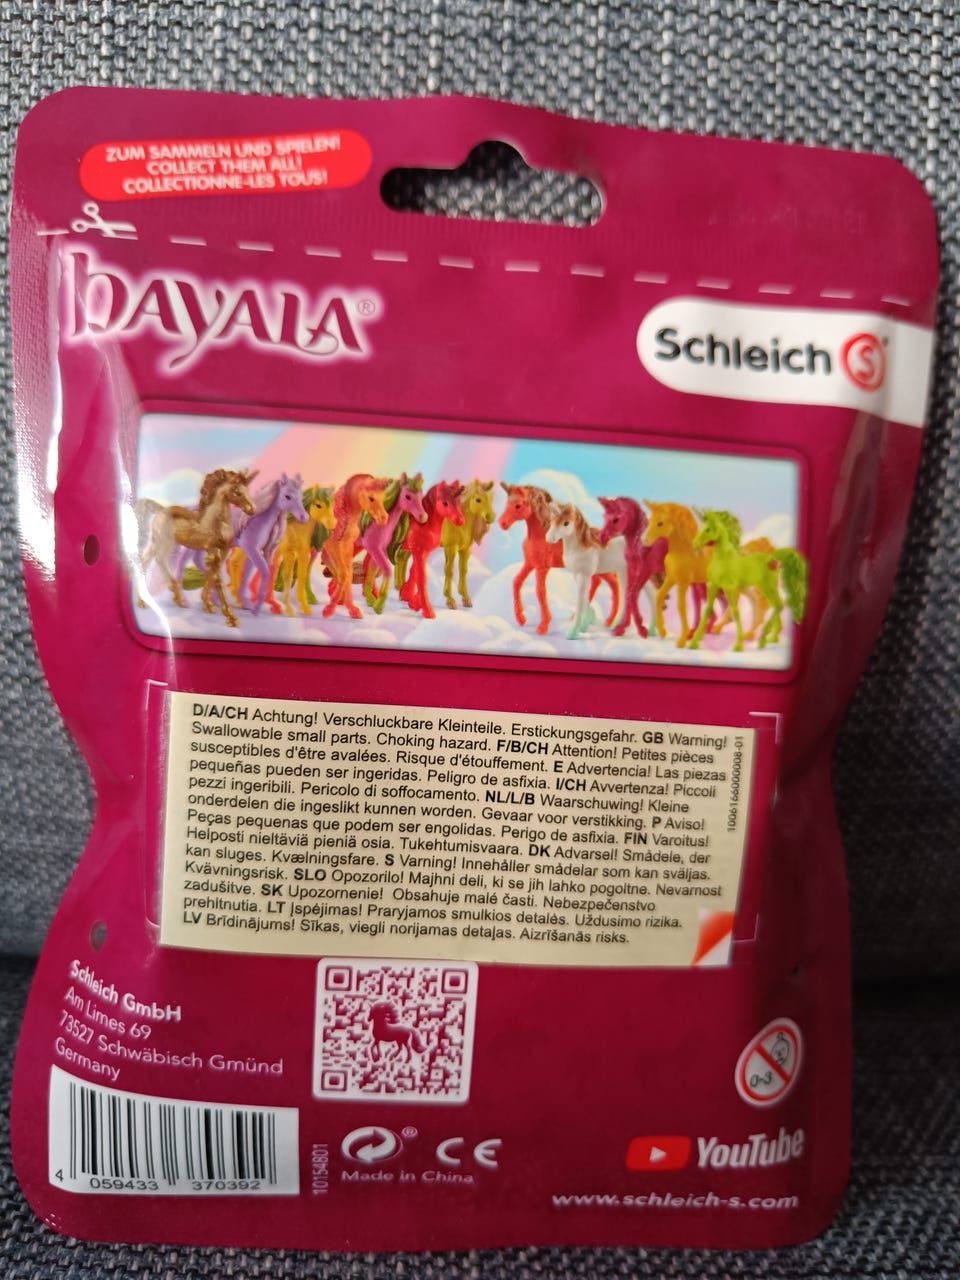 ZUM SAMMELN UND SPIELEN!
COLLECT THEM ALL!
COLLECTIONNE-LES TOUS!
bAYALA®
Schleich S
D/A/CH Achtung! Verschluckbare Kleinteile. Erstickungsgefahr. GB Warning!
Swallowable small parts. Choking hazard. F/B/CH Attention! Petites pièces
susceptibles d'être avalées. Risque d'étouffement. E Advertencia! Las piezas
pequeñas pueden ser ingeridas. Peligro de asfixia. I/CH Avvertenza! Piccoli
pezzi ingeribili. Pericolo di soffocamento. NL/L/B Waarschuwing! Kleine
onderdelen die ingeslikt kunnen worden. Gevaar voor verstikking. P Aviso!
Peças pequenas que podem ser engolidas. Perigo de asfixia. FIN Varoitus!
Helposti nieltäviä pieniä osia. Tukehtumisvaara. DK Advarsel! Smådele, der
kan sluges. Kvælningsfare. S Varning! Innehåller smådelar som kan sväljas.
Kvävningsrisk. SLO Opozorilo! Majhni deli, ki se jih lahko pogoltne. Nevarnost
zadušitve. SK Upozornenie! Obsahuje malé časti. Nebezpečenstvo
prehltnutia. LT Įspėjimas! Praryjamos smulkios detalės. Uždusimo rizika.
LV Brīdinājums! Sīkas, viegli norijamas detaļas. Aizrīšanās risks.
1006166000008-01
Schleich GmbH
Am Limes 69
73527 Schwäbisch Gmünd
Germany
4 059433 370392
10154801
®
CE
Made in China
0-3
YouTube
www.schleich-s.com